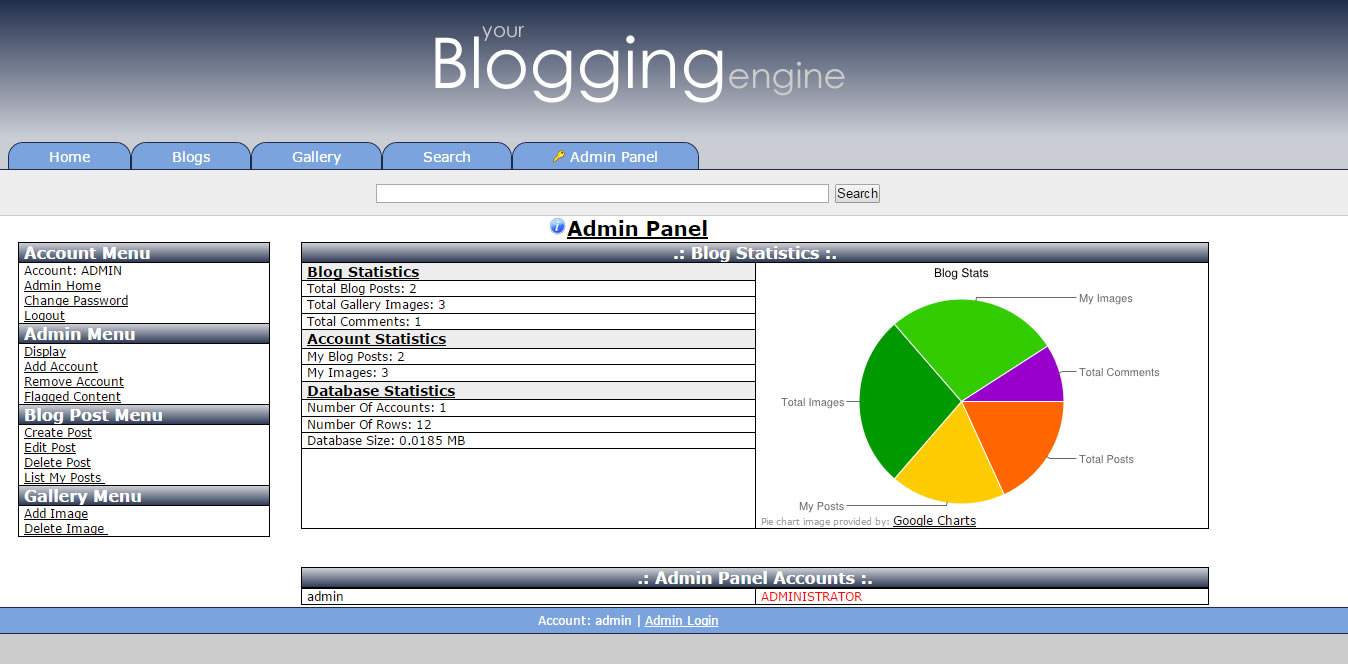 your
Blogging engine
Home Blogs Gallery Search Admin Panel
Search
Admin Panel
Account Menu
Account: ADMIN
Admin Home
Change Password
Logout
Admin Menu
Display
Add Account
Remove Account
Flagged Content
Blog Post Menu
Create Post
Edit Post
Delete Post
List My Posts
Gallery Menu
Add Image
Delete Image
.: Blog Statistics :.
Blog Statistics
Total Blog Posts: 2
Total Gallery Images: 3
Total Comments: 1
Account Statistics
My Blog Posts: 2
My Images: 3
Database Statistics
Number Of Accounts: 1
Number Of Rows: 12
Database Size: 0.0185 MB
Blog Stats
My Images
Total Comments
Total Images
Total Posts
My Posts
Pie chart image provided by: Google Charts
.: Admin Panel Accounts :.
admin ADMINISTRATOR
Account: admin | Admin Login